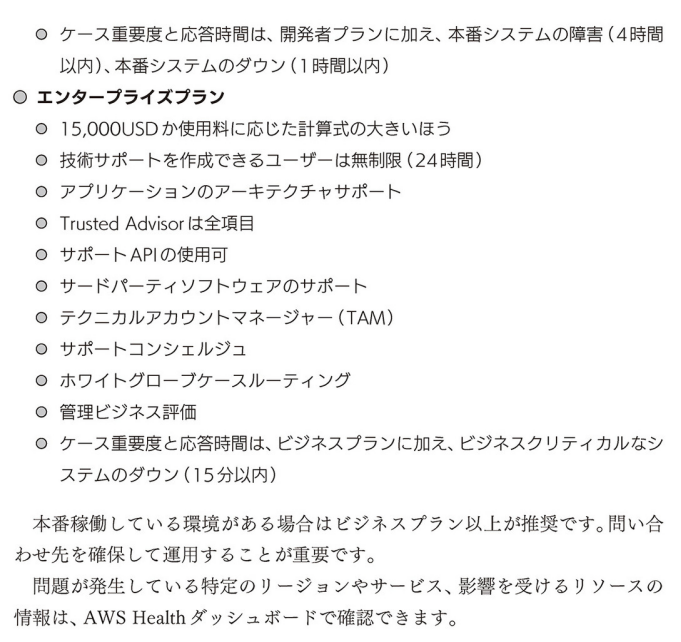 ● ケース重要度と応答時間は、開発者プランに加え、本番システムの障害（4時間
以内）、本番システムのダウン（1時間以内）
● エンタープライズプラン
● 15,000USDか使用料に応じた計算式の大きいほう
● 技術サポートを作成できるユーザーは無制限（24時間）
● アプリケーションのアーキテクチャサポート
● Trusted Advisorは全項目
● サポートAPIの使用可
● サードパーティソフトウェアのサポート
● テクニカルアカウントマネージャー（TAM）
● サポートコンシェルジュ
● ホワイトグローブケースルーティング
● 管理ビジネス評価
● ケース重要度と応答時間は、ビジネスプランに加え、ビジネスクリティカルなシ
ステムのダウン（15分以内）
本番稼働している環境がある場合はビジネスプラン以上が推奨です。問い合
わせ先を確保して運用することが重要です。
問題が発生している特定のリージョンやサービス、影響を受けるリソースの
情報は、AWS Healthダッシュボードで確認できます。